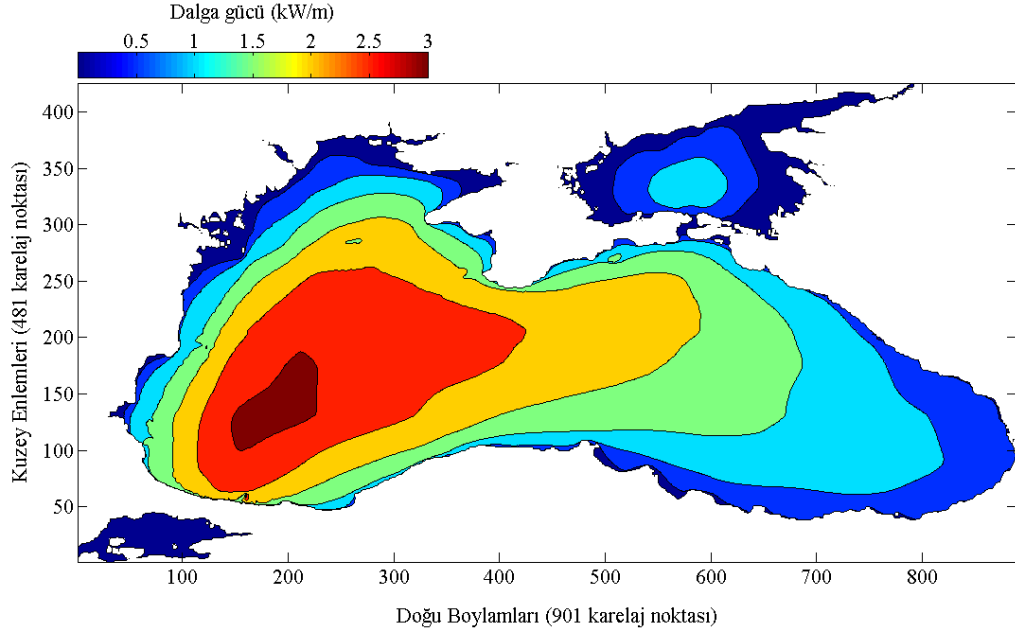 Dalga gücü (kW/m)
0.5 1 1.5 2 2.5 3
400
350
300
250
200
150
100
50
Kuzey Enlemleri (481 karelaj noktası)
100 200 300 400 500 600 700 800
Doğu Boylamları (901 karelaj noktası)